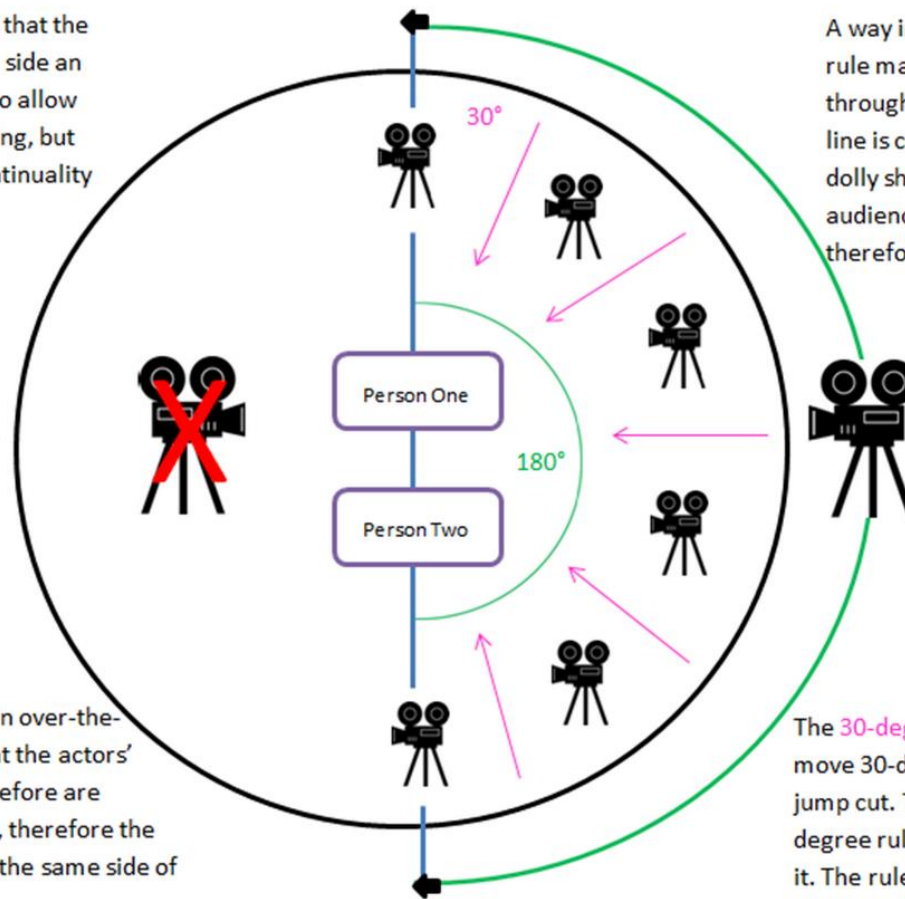 that the
side an
o allow
ng, but
tinuality
A way i
rule ma
through
line is c
dolly sh
audienc
therefo
30°
Person One
180°
Person Two
n over-the-
at the actors'
efore are
, therefore the
the same side of
The 30-deg
move 30-d
jump cut. T
degree rul
it. The rule